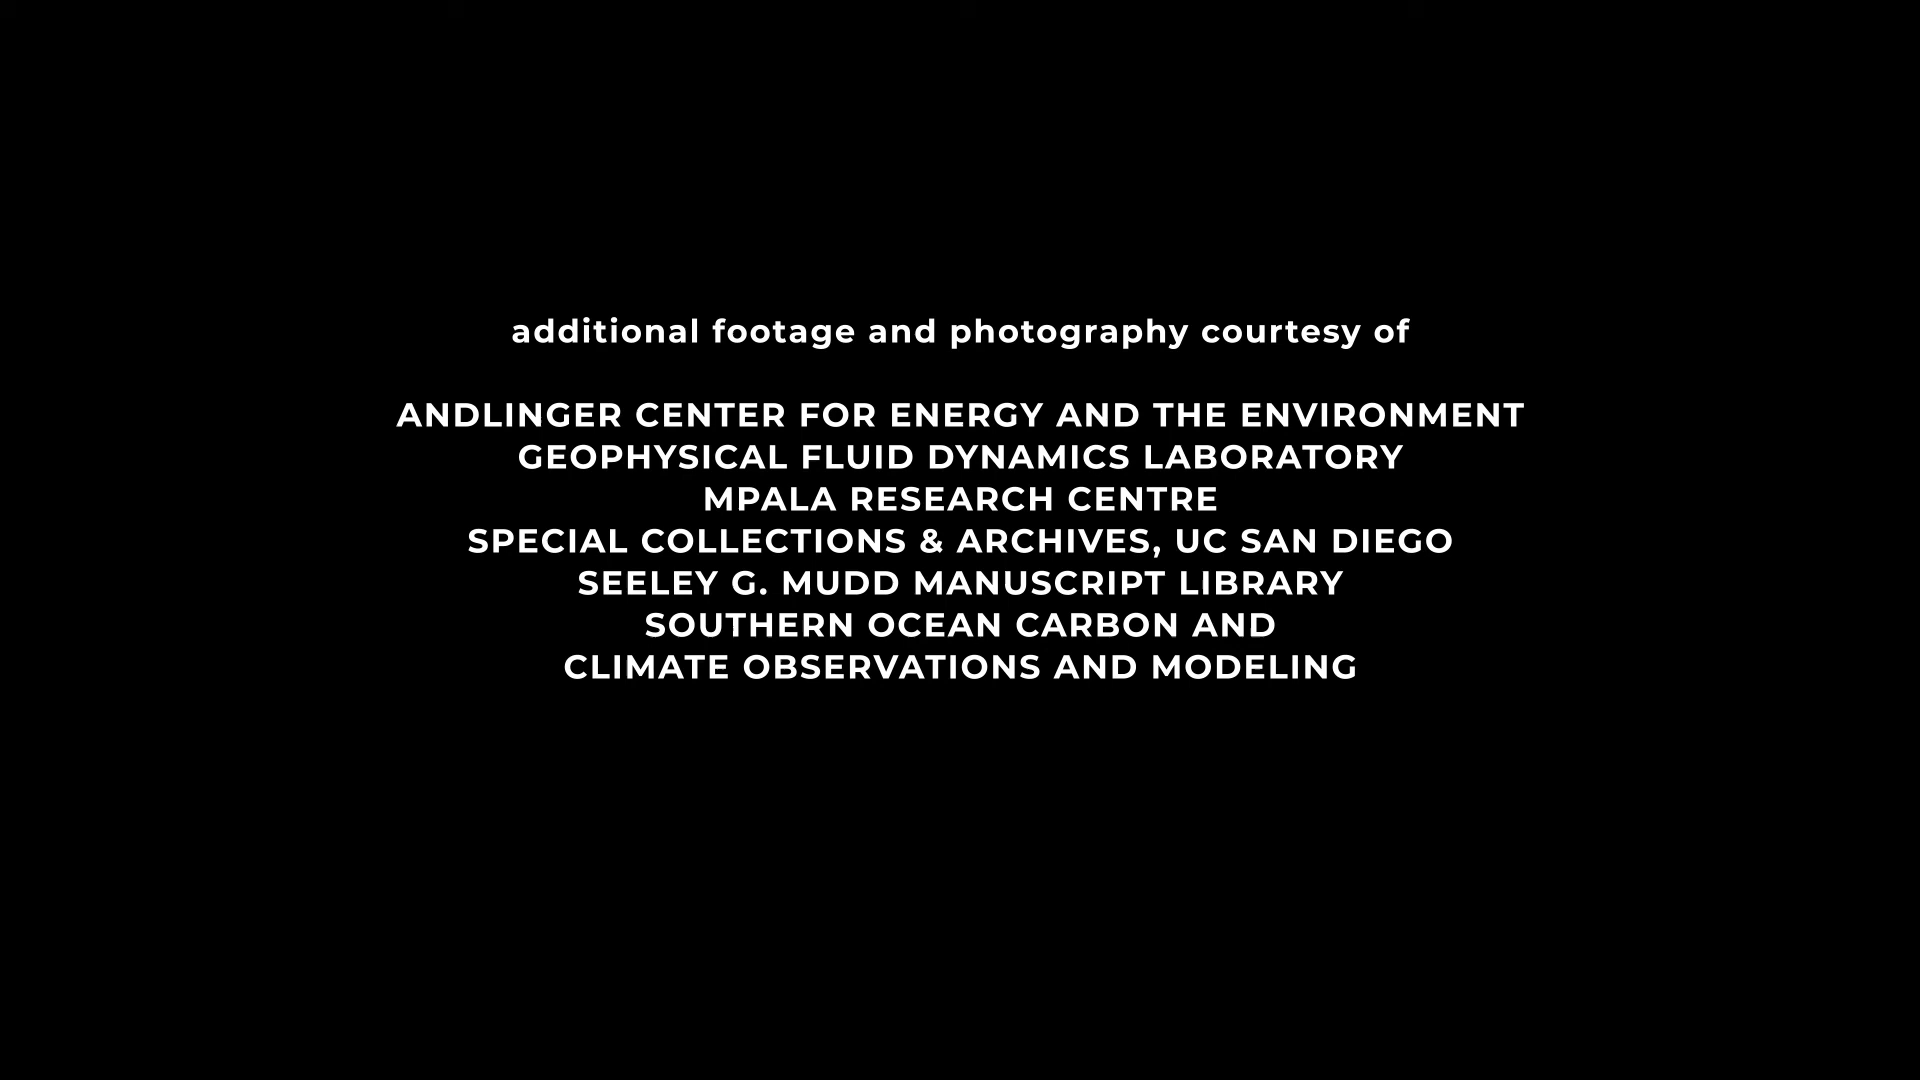 additional footage and photography courtesy of
ANDLINGER CENTER FOR ENERGY AND THE ENVIRONMENT
GEOPHYSICAL FLUID DYNAMICS LABORATORY
MPALA RESEARCH CENTRE
SPECIAL COLLECTIONS & ARCHIVES, UC SAN DIEGO
SEELEY G. MUDD MANUSCRIPT LIBRARY
SOUTHERN OCEAN CARBON AND
CLIMATE OBSERVATIONS AND MODELING